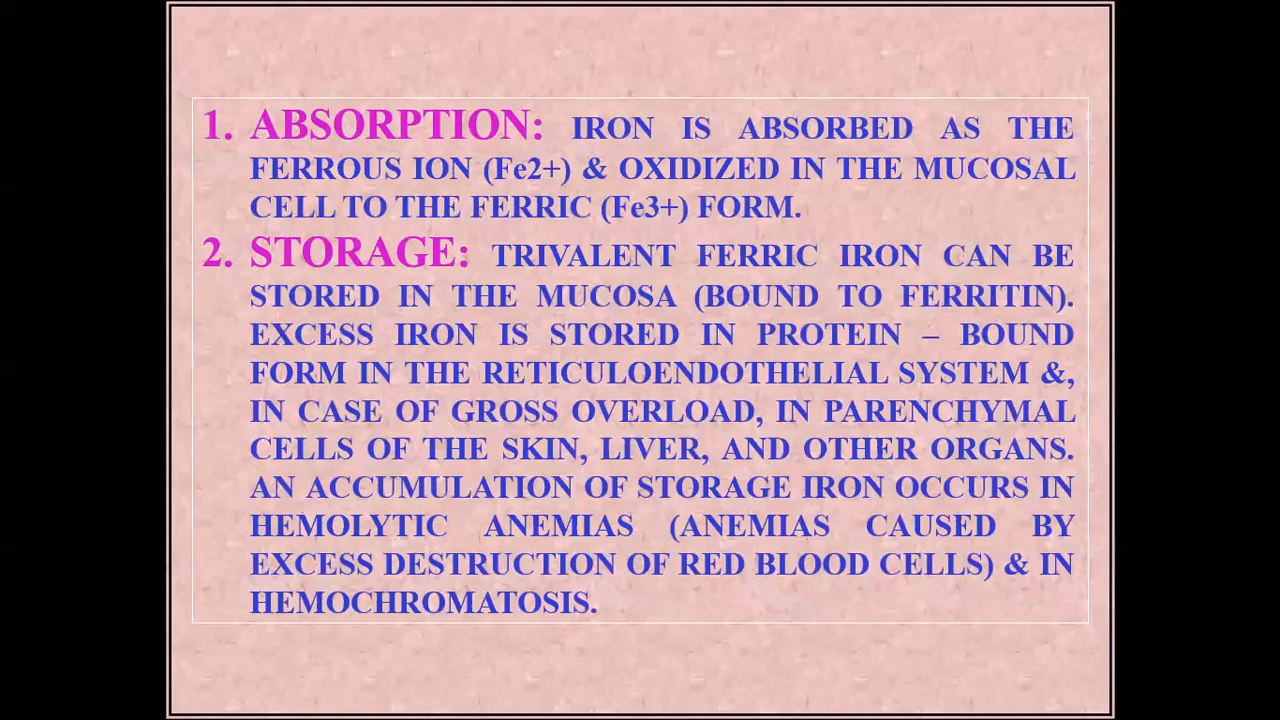 1. ABSORPTION: IRON IS ABSORBED AS THE
FERROUS ION (Fe2+) & OXIDIZED IN THE MUCOSAL
CELL TO THE FERRIC (Fe3+) FORM.
2. STORAGE: TRIVALENT FERRIC IRON CAN BE
STORED IN THE MUCOSA (BOUND TO FERRITIN).
EXCESS IRON IS STORED IN PROTEIN – BOUND
FORM IN THE RETICULOENDOTHELIAL SYSTEM &,
IN CASE OF GROSS OVERLOAD, IN PARENCHYMAL
CELLS OF THE SKIN, LIVER, AND OTHER ORGANS.
AN ACCUMULATION OF STORAGE IRON OCCURS IN
HEMOLYTIC ANEMIAS (ANEMIAS CAUSED BY
EXCESS DESTRUCTION OF RED BLOOD CELLS) & IN
HEMOCHROMATOSIS.